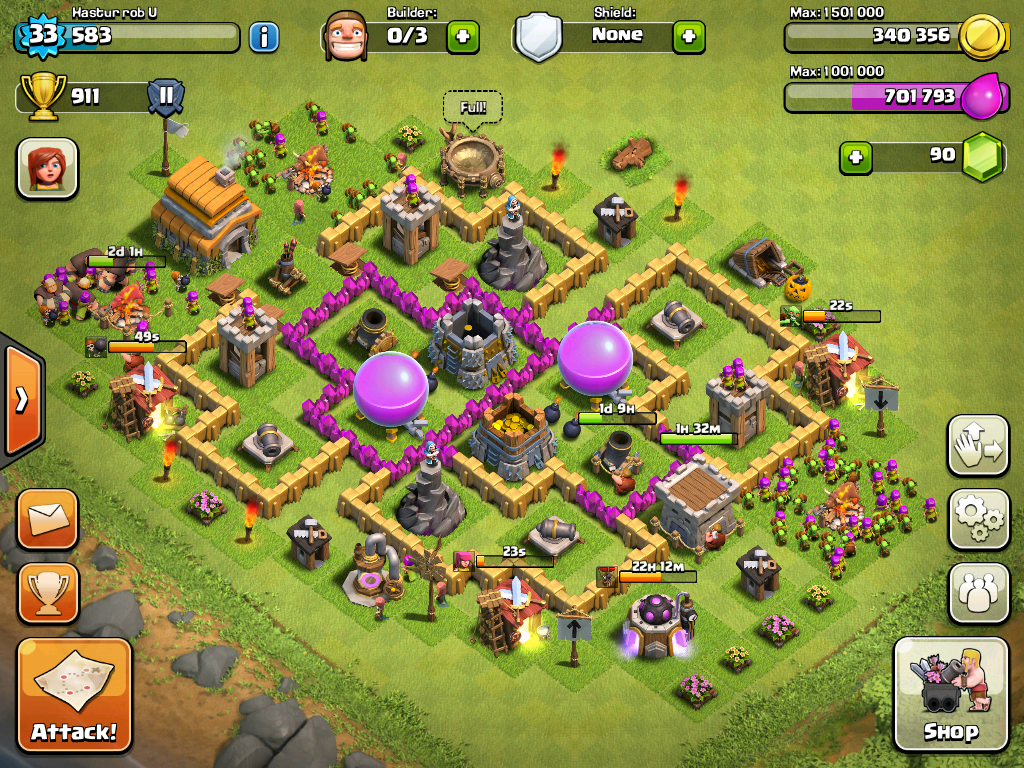 Hastur rob U
33
583
i
Builder:
0/3
Shield:
None
Max: 1 501 000
340 356
Max: 1 001 000
701 793
911
II
Full!
90
2d 1h
49s
22s
1d 9h
1h 32m
23s
22h 12m
Attack!
Shop